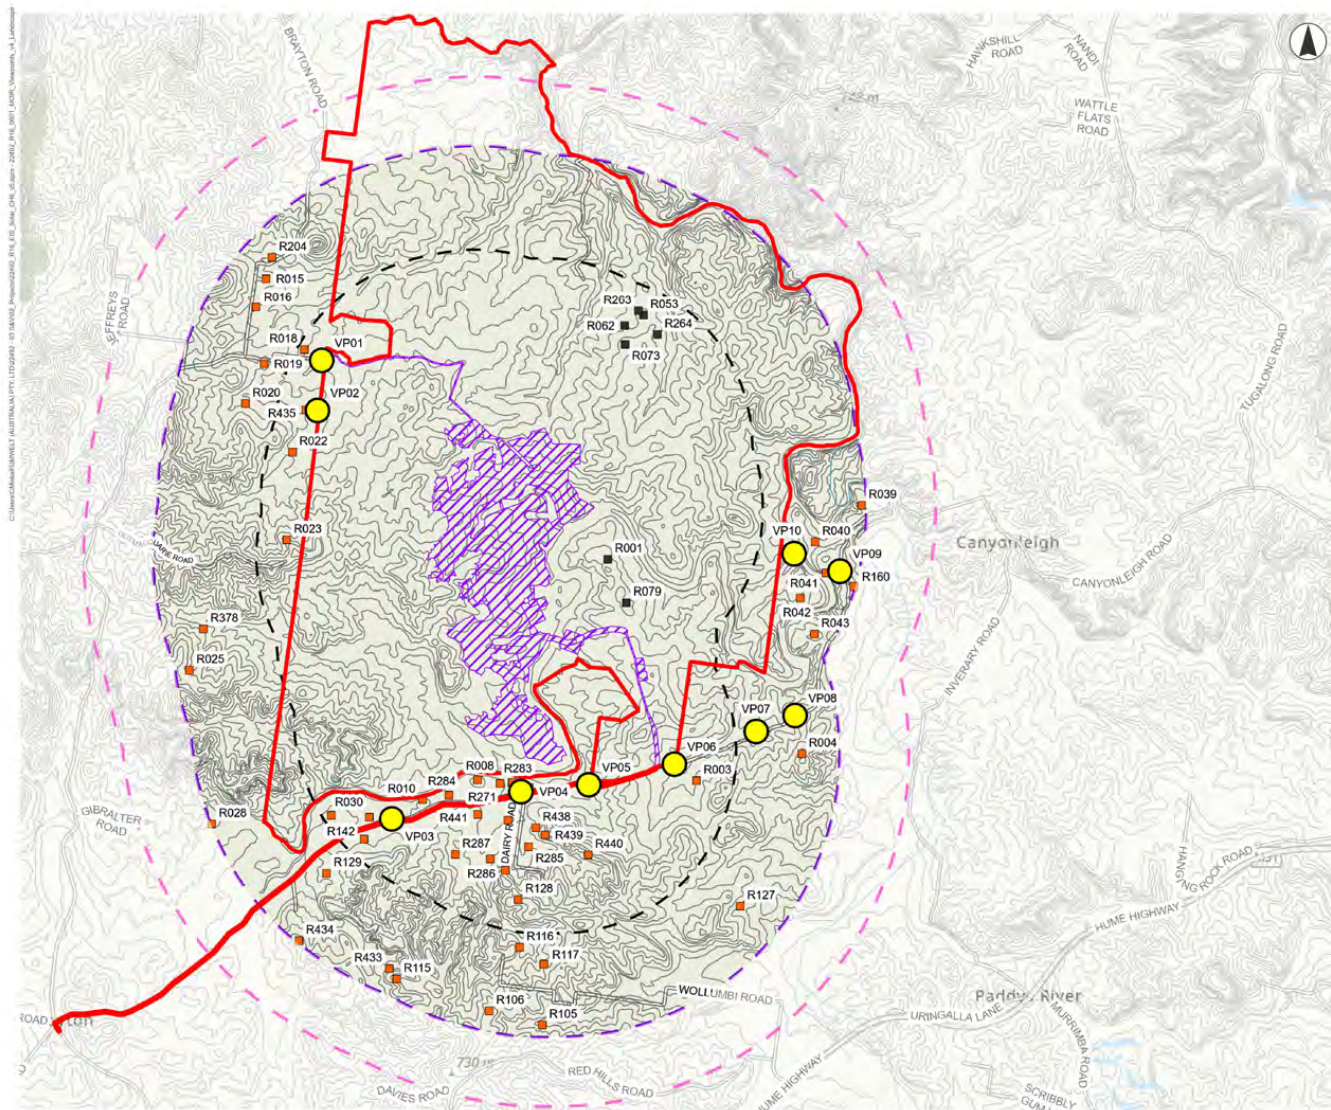 HAWKSHILL
ROAD
NANDI
ROAD
BRAYTON ROAD
WATTLE
FLATS
ROAD
R204
R015
R016
JEFFREYS
ROAD
R263
R053
R062
R264
R073
R018
VP01
R019
R020
VP02
R435
R022
TUGALONG ROAD
R039
R023
VP10
R040
Canyonleigh
R001
VP09
R160
R041
CANYONLEIGH ROAD
R079
R042
R378
R043
R025
INVERARY ROAD
VP08
VP07
R004
VP06
R008
R283
VP05
R003
R284
R010
VP04
R030
R271
R028
GIBRALTER
ROAD
R441
R438
VP03
R142
DAIRY ROAD
R439
R287
R285
R440
R129
R286
R128
HANGING ROCK ROAD
R127
HUME HIGHWAY
R434
R116
R433
R117
R115
WOLLUMBI ROAD
Paddys River
R106
R105
URINGALLA LANE
MURRIMBA ROAD
ROAD
730 m
RED HILLS ROAD
HUME HIGHWAY
DAVIES ROAD
SCRIBBLY